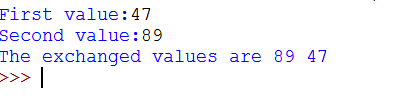 First value:47
Second value:89
The exchanged values are 89 47
>>>